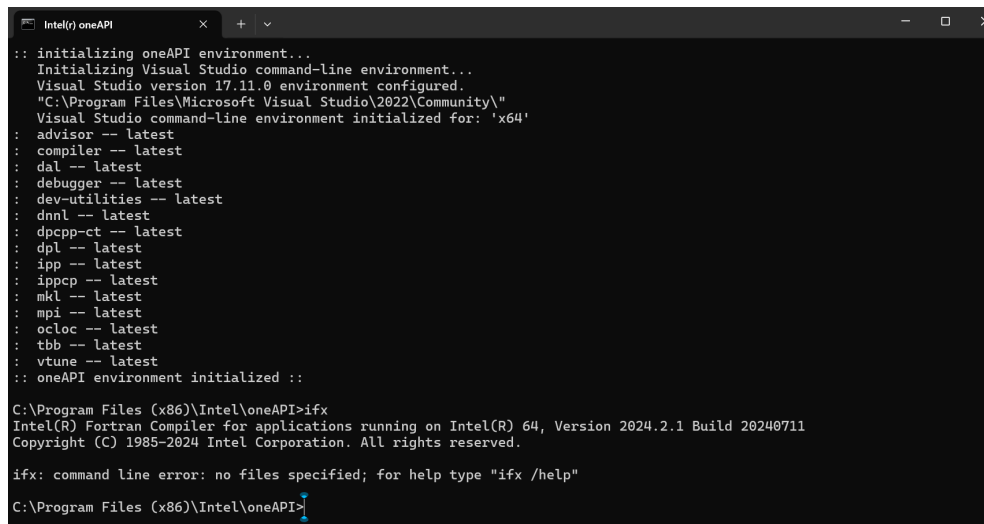 Intel(r) oneAPI
:: initializing oneAPI environment...
Initializing Visual Studio command-line environment...
Visual Studio version 17.11.0 environment configured.
"C:\Program Files\Microsoft Visual Studio\2022\Community\"
Visual Studio command-line environment initialized for: 'x64'
: advisor -- latest
: compiler -- latest
: dal -- latest
: debugger -- latest
: dev-utilities -- latest
: dnnl -- latest
: dpcpp-ct -- latest
: dpl -- latest
: ipp -- latest
: ippcp -- latest
: mkl -- latest
: mpi -- latest
: ocloc -- latest
: tbb -- latest
: vtune -- latest
:: oneAPI environment initialized ::
C:\Program Files (x86)\Intel\oneAPI>ifx
Intel(R) Fortran Compiler for applications running on Intel(R) 64, Version 2024.2.1 Build 20240711
Copyright (C) 1985-2024 Intel Corporation. All rights reserved.
ifx: command line error: no files specified; for help type "ifx /help"
C:\Program Files (x86)\Intel\oneAPI>